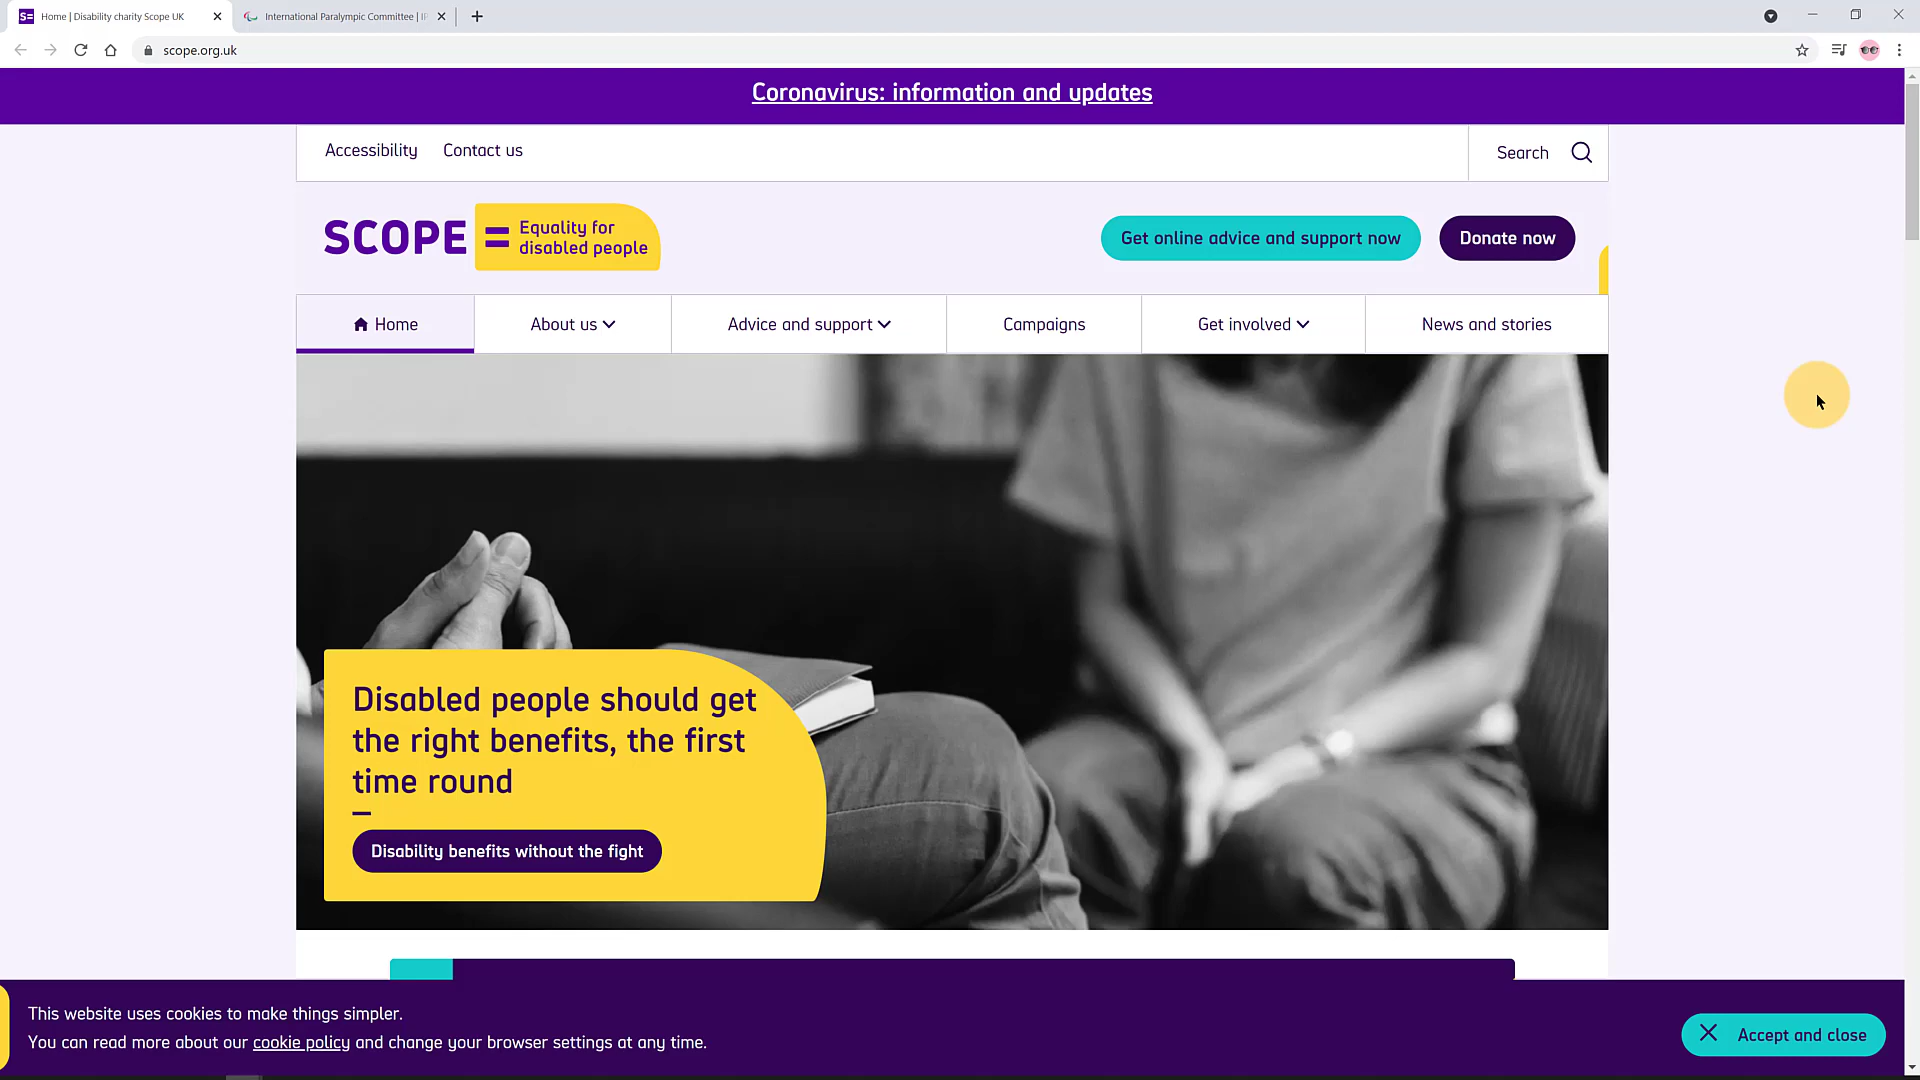 Home | Disability charity Scope UK
International Paralympic Committee |
scope.org.uk
Coronavirus: information and updates
Accessibility
Contact us
Search
SCOPE = Equality for
disabled people
Get online advice and support now
Donate now
Home
About us
Advice and support
Campaigns
Get involved
News and stories
Disabled people should get
the right benefits, the first
time round
Disability benefits without the fight
This website uses cookies to make things simpler.
You can read more about our cookie policy and change your browser settings at any time.
Accept and close